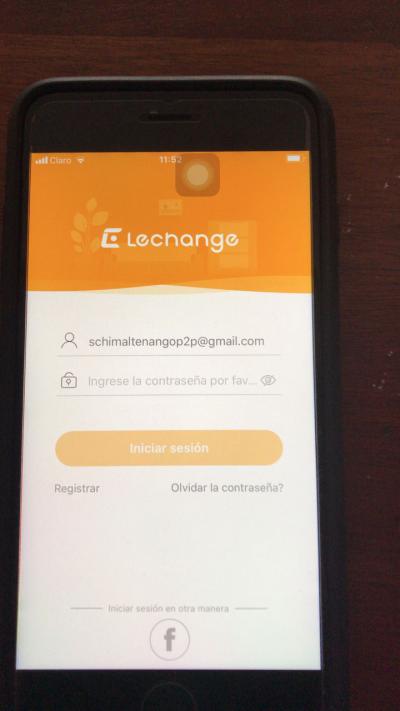 Claro 11:52
Lechange
schimaltenangop2p@gmail.com
Ingrese la contraseña por fav...
Iniciar sesión
Registrar Olvidar la contraseña?
Iniciar sesión en otra manera